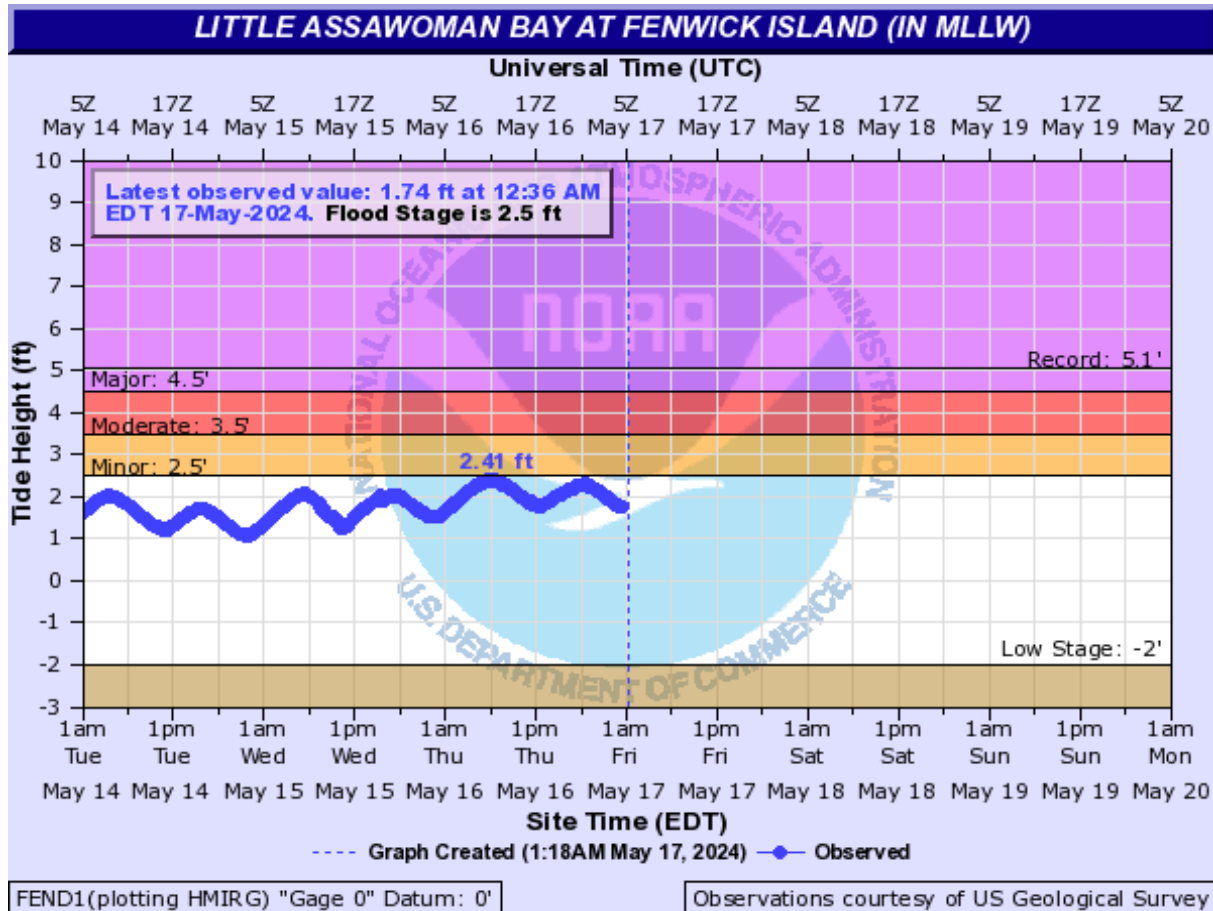 LITTLE ASSAWOMAN BAY AT FENWICK ISLAND (IN MLLW)
Universal Time (UTC)
5Z 17Z 5Z 17Z 5Z 17Z 5Z 17Z 5Z 17Z 5Z 17Z 5Z
May 14 May 14 May 15 May 15 May 16 May 16 May 17 May 17 May 18 May 18 May 19 May 19 May 20
Tide Height (ft)
10
9
8
7
6
5
4
3
2
1
0
-1
-2
-3
Latest observed value: 1.74 ft at 12:36 AM
EDT 17-May-2024. Flood Stage is 2.5 ft
NATIONAL OCEANIC AND ATMOSPHERIC ADMINISTRATION
NOAA
U.S. DEPARTMENT OF COMMERCE
Record: 5.1'
Major: 4.5'
Moderate: 3.5'
Minor: 2.5'
2.41 ft
Low Stage: -2'
1am 1pm 1am 1pm 1am 1pm 1am 1pm 1am 1pm 1am 1pm 1am
Tue Tue Wed Wed Thu Thu Fri Fri Sat Sat Sun Sun Mon
May 14 May 14 May 15 May 15 May 16 May 16 May 17 May 17 May 18 May 18 May 19 May 19 May 20
Site Time (EDT)
Graph Created (1:18AM May 17, 2024) Observed
FEND1(plotting HMIRG) "Gage 0" Datum: 0'
Observations courtesy of US Geological Survey